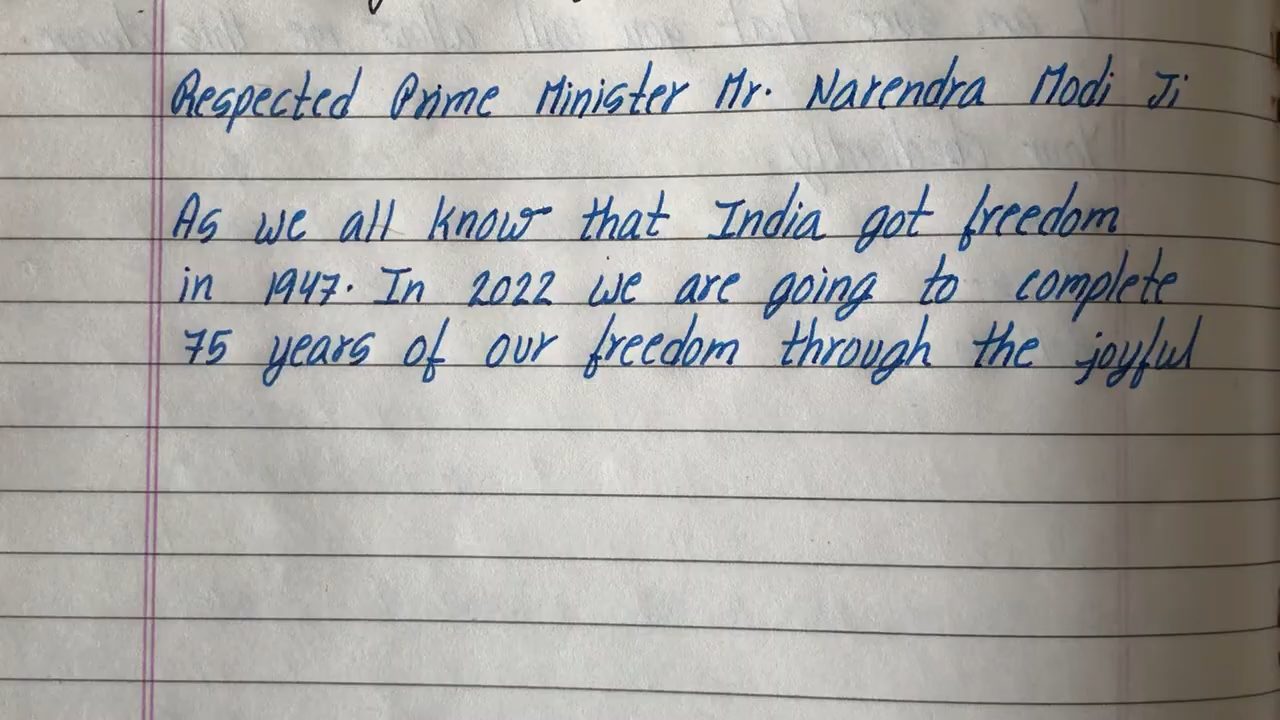 Respected Prime Minister Mr. Narendra Modi Ji
As we all know that India got freedom
in 1947. In 2022 we are going to complete
75 years of our freedom through the joyful